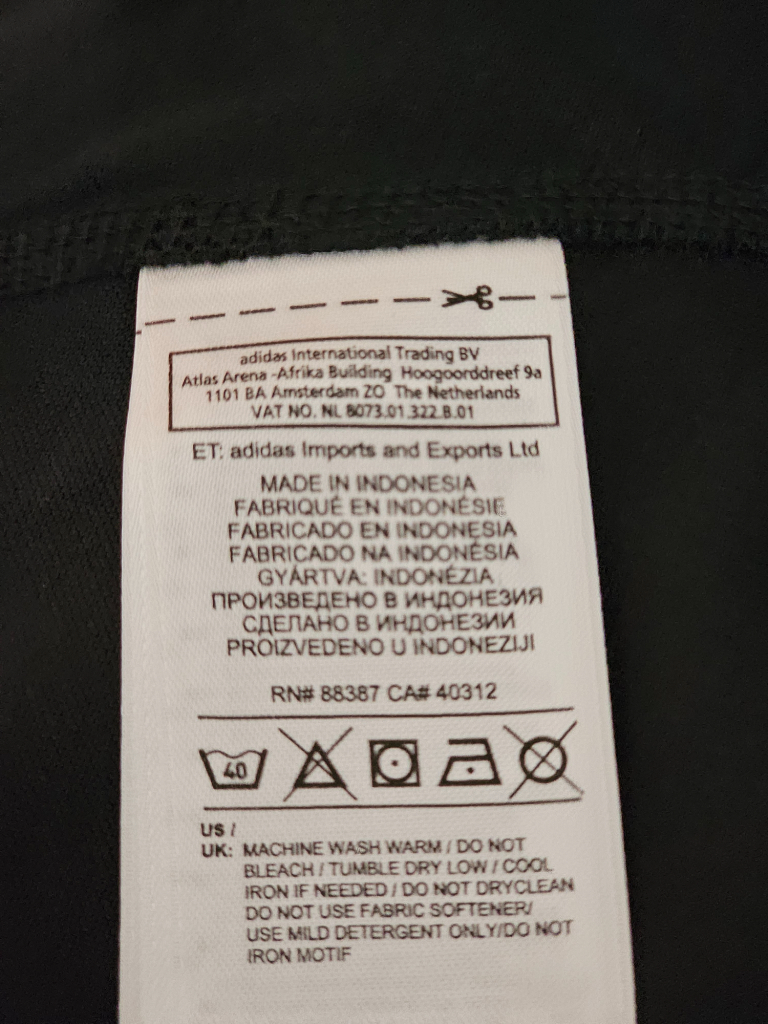 adidas International Trading BV
Atlas Arena -Afrika Building Hoogoorddreef 9a
1101 BA Amsterdam ZO The Netherlands
VAT NO. NL 8073.01.322.B.01
ET: adidas Imports and Exports Ltd
MADE IN INDONESIA
FABRIQUÉ EN INDONÉSIE
FABRICADO EN INDONESIA
FABRICADO NA INDONÉSIA
GYÁRTVA: INDONÉZIA
ПРОИЗВЕДЕНО В ИНДОНЕЗИЯ
СДЕЛАНО В ИНДОНЕЗИИ
PROIZVEDENO U INDONEZIJI
RN# 88387 CA# 40312
40
US /
UK: MACHINE WASH WARM / DO NOT
BLEACH / TUMBLE DRY LOW / COOL
IRON IF NEEDED / DO NOT DRYCLEAN
DO NOT USE FABRIC SOFTENER/
USE MILD DETERGENT ONLY/DO NOT
IRON MOTIF